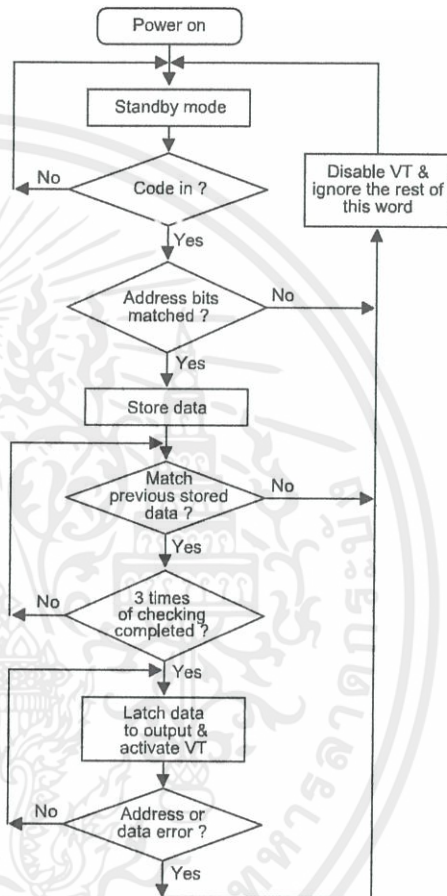 Power on
Standby mode
Code in ?
No
Yes
Disable VT &
ignore the rest of
this word
Address bits
matched ?
No
Yes
Store data
Match
previous stored
data ?
No
Yes
3 times
of checking
completed ?
No
Yes
Latch data
to output &
activate VT
Address or
data error ?
No
Yes